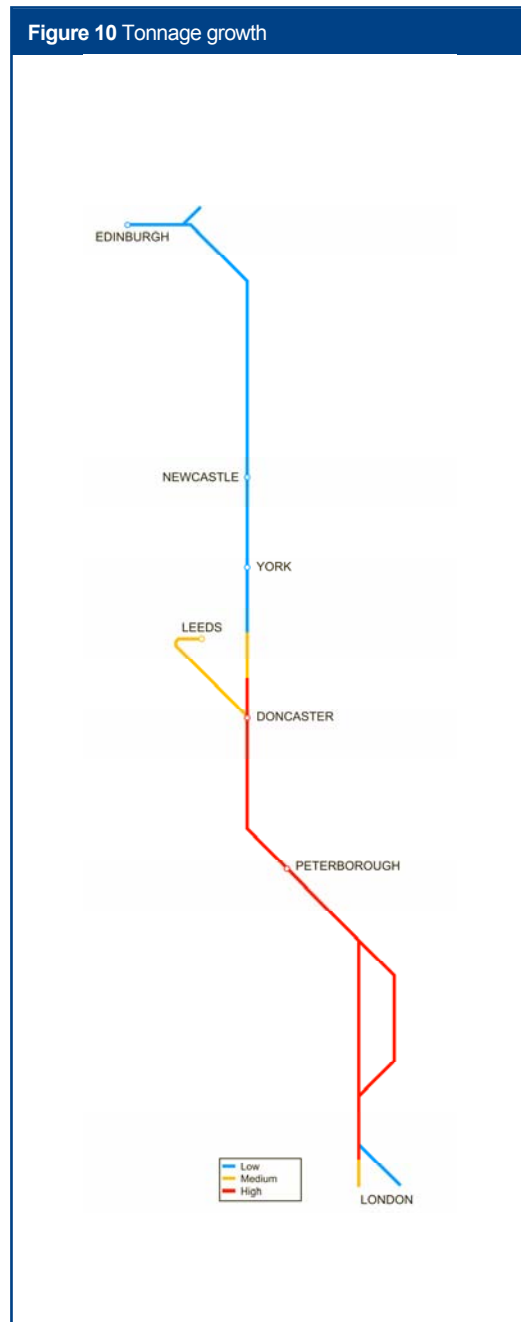 Figure 10 Tonnage growth
EDINBURGH
NEWCASTLE
YORK
LEEDS
DONCASTER
PETERBOROUGH
Low
Medium
High
LONDON